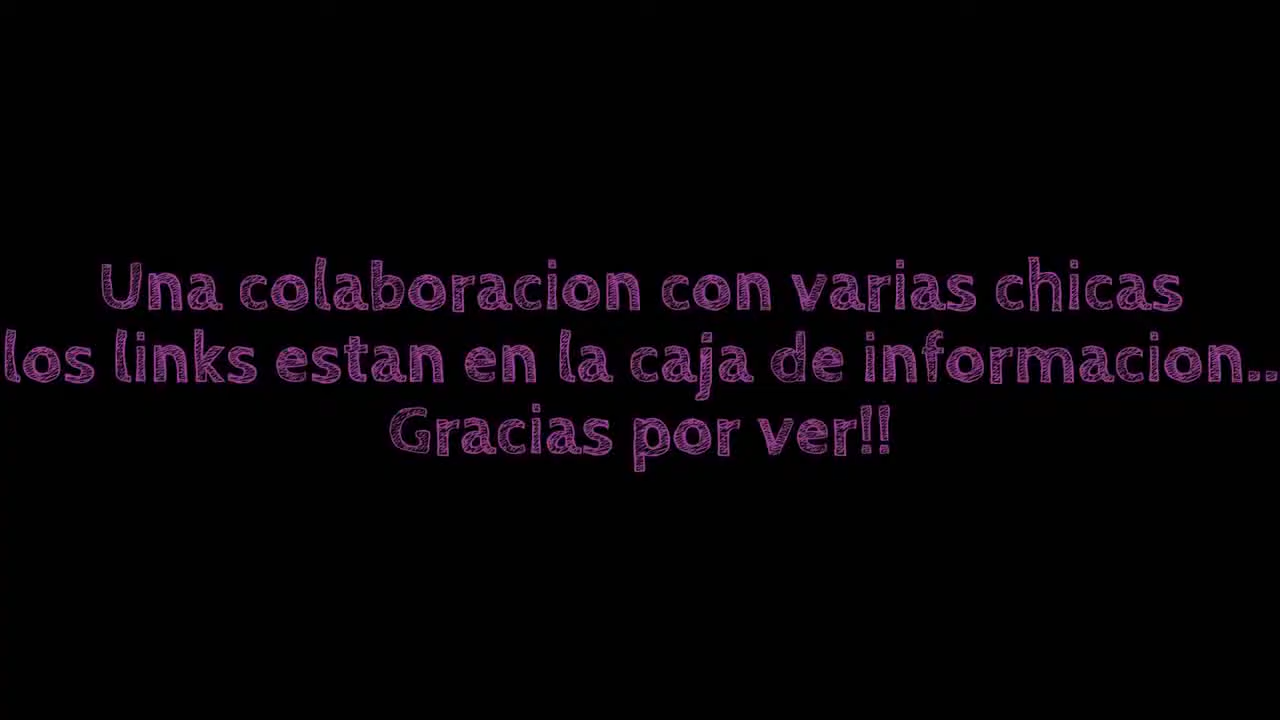 Una colaboracion con varias chicas
los links estan en la caja de informacion..
Gracias por ver!!